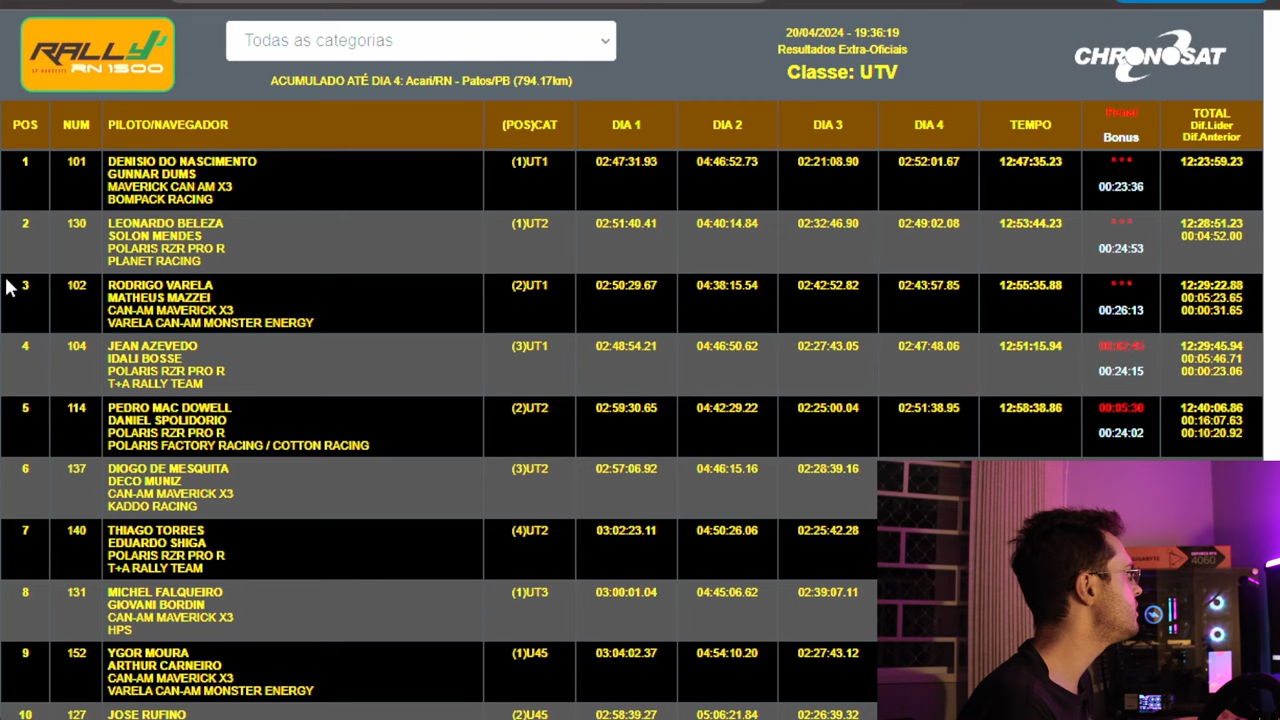 RALLY
RN 1500
Todas as categorias
ACUMULADO ATÉ DIA 4: Acari/RN - Patos/PB (794.17km)
20/04/2024 - 19:36:19
Resultados Extra-Oficiais
Classe: UTV
CHRONOSAT
POS NUM PILOTO/NAVEGADOR (POS)CAT DIA 1 DIA 2 DIA 3 DIA 4 TEMPO Bonus TOTAL
Dif.Lider
Dif.Anterior
1 101 DENISIO DO NASCIMENTO (1)UT1 02:47:31.93 04:46:52.73 02:21:08.90 02:52:01.67 12:47:35.23 *** 12:23:59.23
GUNNAR DUMS
MAVERICK CAN AM X3 00:23:36
BOMPACK RACING
2 130 LEONARDO BELEZA (1)UT2 02:51:40.41 04:40:14.84 02:32:46.90 02:49:02.08 12:53:44.23 *** 12:28:51.23
SOLON MENDES 00:04:52.00
POLARIS RZR PRO R 00:24:53
PLANET RACING
3 102 RODRIGO VARELA (2)UT1 02:50:29.67 04:38:15.54 02:42:52.82 02:43:57.85 12:55:35.88 *** 12:29:22.88
MATHEUS MAZZEI 00:05:23.65
CAN-AM MAVERICK X3 00:26:13 00:00:31.65
VARELA CAN-AM MONSTER ENERGY
4 104 JEAN AZEVEDO (3)UT1 02:48:54.21 04:46:50.62 02:27:43.05 02:47:48.06 12:51:15.94 12:29:45.94
IDALI BOSSE 00:05:46.71
POLARIS RZR PRO R 00:24:15 00:00:23.06
T+A RALLY TEAM
5 114 PEDRO MAC DOWELL (2)UT2 02:59:30.65 04:42:29.22 02:25:00.04 02:51:38.95 12:58:38.86 00:05:30 12:40:06.86
DANIEL SPOLIDORIO 00:16:07.63
POLARIS RZR PRO R 00:24:02 00:10:20.92
POLARIS FACTORY RACING / COTTON RACING
6 137 DIOGO DE MESQUITA (3)UT2 02:57:06.92 04:46:15.16 02:28:39.16
DECO MUNIZ
CAN-AM MAVERICK X3
KADDO RACING
7 140 THIAGO TORRES (4)UT2 03:02:23.11 04:50:26.06 02:25:42.28
EDUARDO SHIGA
POLARIS RZR PRO R
T+A RALLY TEAM
8 131 MICHEL FALQUEIRO (1)UT3 03:00:01.04 04:45:06.62 02:39:07.11
GIOVANI BORDIN
CAN-AM MAVERICK X3
HPS
9 152 YGOR MOURA (1)U45 03:04:02.37 04:54:10.20 02:27:43.12
ARTHUR CARNEIRO
CAN-AM MAVERICK X3
VARELA CAN-AM MONSTER ENERGY
10 127 JOSE RUFINO (2)U45 02:58:39.27 05:06:21.84 02:26:39.32
GIGABYTE
4060